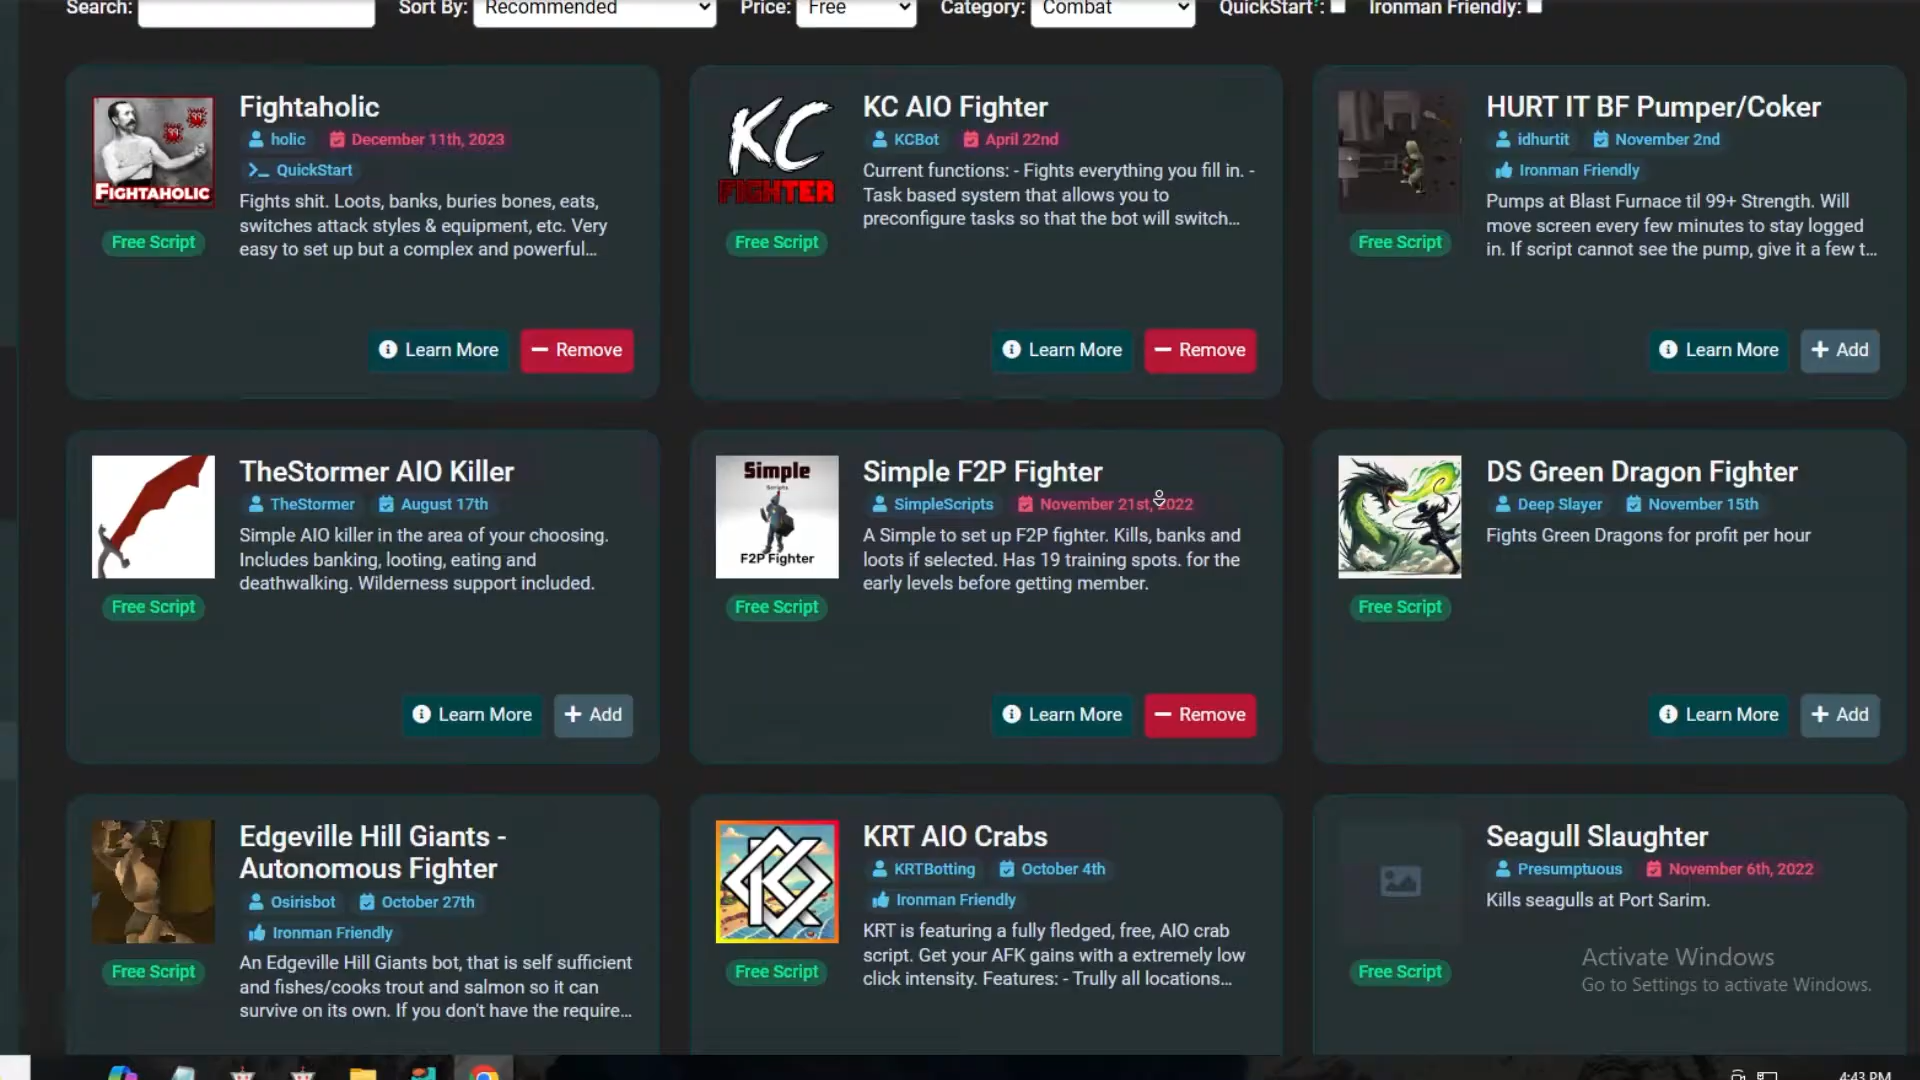 Search: Sort By: Recommended Price: Free Category: Combat QuickStart?: Ironman Friendly:
Fightaholic
holic December 11th, 2023
QuickStart
Fights shit. Loots, banks, buries bones, eats,
switches attack styles & equipment, etc. Very
easy to set up but a complex and powerful...
FIGHTAHOLIC
Free Script
Learn More Remove
KC AIO Fighter
KCBot April 22nd
Current functions: - Fights everything you fill in. -
Task based system that allows you to
preconfigure tasks so that the bot will switch...
KC
FIGHTER
Free Script
Learn More Remove
HURT IT BF Pumper/Coker
idhurtit November 2nd
Ironman Friendly
Pumps at Blast Furnace til 99+ Strength. Will
move screen every few minutes to stay logged
in. If script cannot see the pump, give it a few t...
Free Script
Learn More Add
TheStormer AIO Killer
TheStormer August 17th
Simple AIO killer in the area of your choosing.
Includes banking, looting, eating and
deathwalking. Wilderness support included.
Free Script
Learn More Add
Simple F2P Fighter
SimpleScripts November 21st, 2022
A Simple to set up F2P fighter. Kills, banks and
loots if selected. Has 19 training spots. for the
early levels before getting member.
Simple
Scripts
F2P Fighter
Free Script
Learn More Remove
DS Green Dragon Fighter
Deep Slayer November 15th
Fights Green Dragons for profit per hour
Free Script
Learn More Add
Edgeville Hill Giants -
Autonomous Fighter
Osirisbot October 27th
Ironman Friendly
An Edgeville Hill Giants bot, that is self sufficient
and fishes/cooks trout and salmon so it can
survive on its own. If you don't have the require...
Free Script
KRT AIO Crabs
KRTBotting October 4th
Ironman Friendly
KRT is featuring a fully fledged, free, AIO crab
script. Get your AFK gains with a extremely low
click intensity. Features: - Trully all locations...
Free Script
Seagull Slaughter
Presumptuous November 6th, 2022
Kills seagulls at Port Sarim.
Free Script
Activate Windows
Go to Settings to activate Windows.
4:43 PM